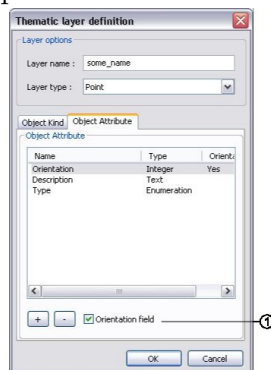 Thematic layer definition
Layer options
Layer name : some_name
Layer type : Point
Object Kind Object Attribute
Object Attribute
Name Type Orienta
Orientation Integer Yes
Description Text
Type Enumeration
+ - Orientation field 1
OK Cancel